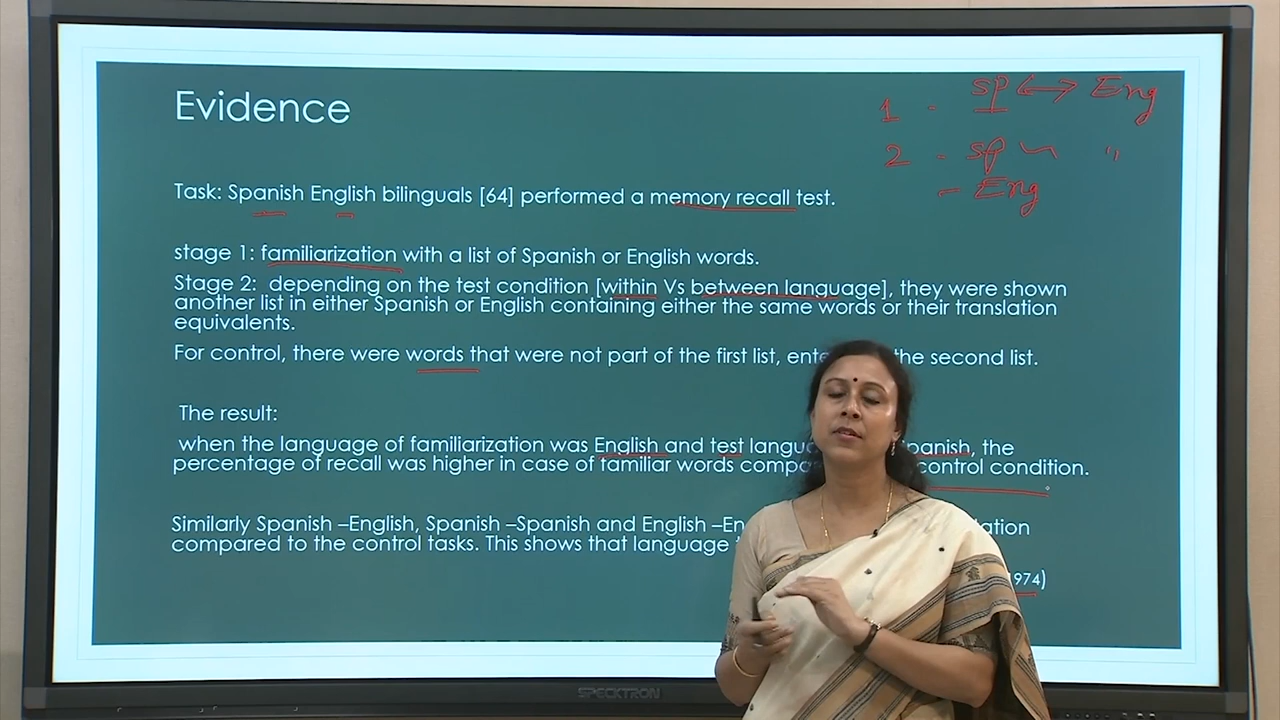 Evidence
1 - Sp ↔ Eng
2 - Sp ~ "
- Eng
Task: Spanish English bilinguals [64] performed a memory recall test.
stage 1: familiarization with a list of Spanish or English words.
Stage 2: depending on the test condition [within Vs between language], they were shown
another list in either Spanish or English containing either the same words or their translation
equivalents.
For control, there were words that were not part of the first list, the second list.
The result:
when the language of familiarization was English and test the
percentage of recall was higher in case of familiar words control condition.
Similarly Spanish –English, Spanish –Spanish and English
compared to the control tasks. This shows that language
1974)
SPECKTRON